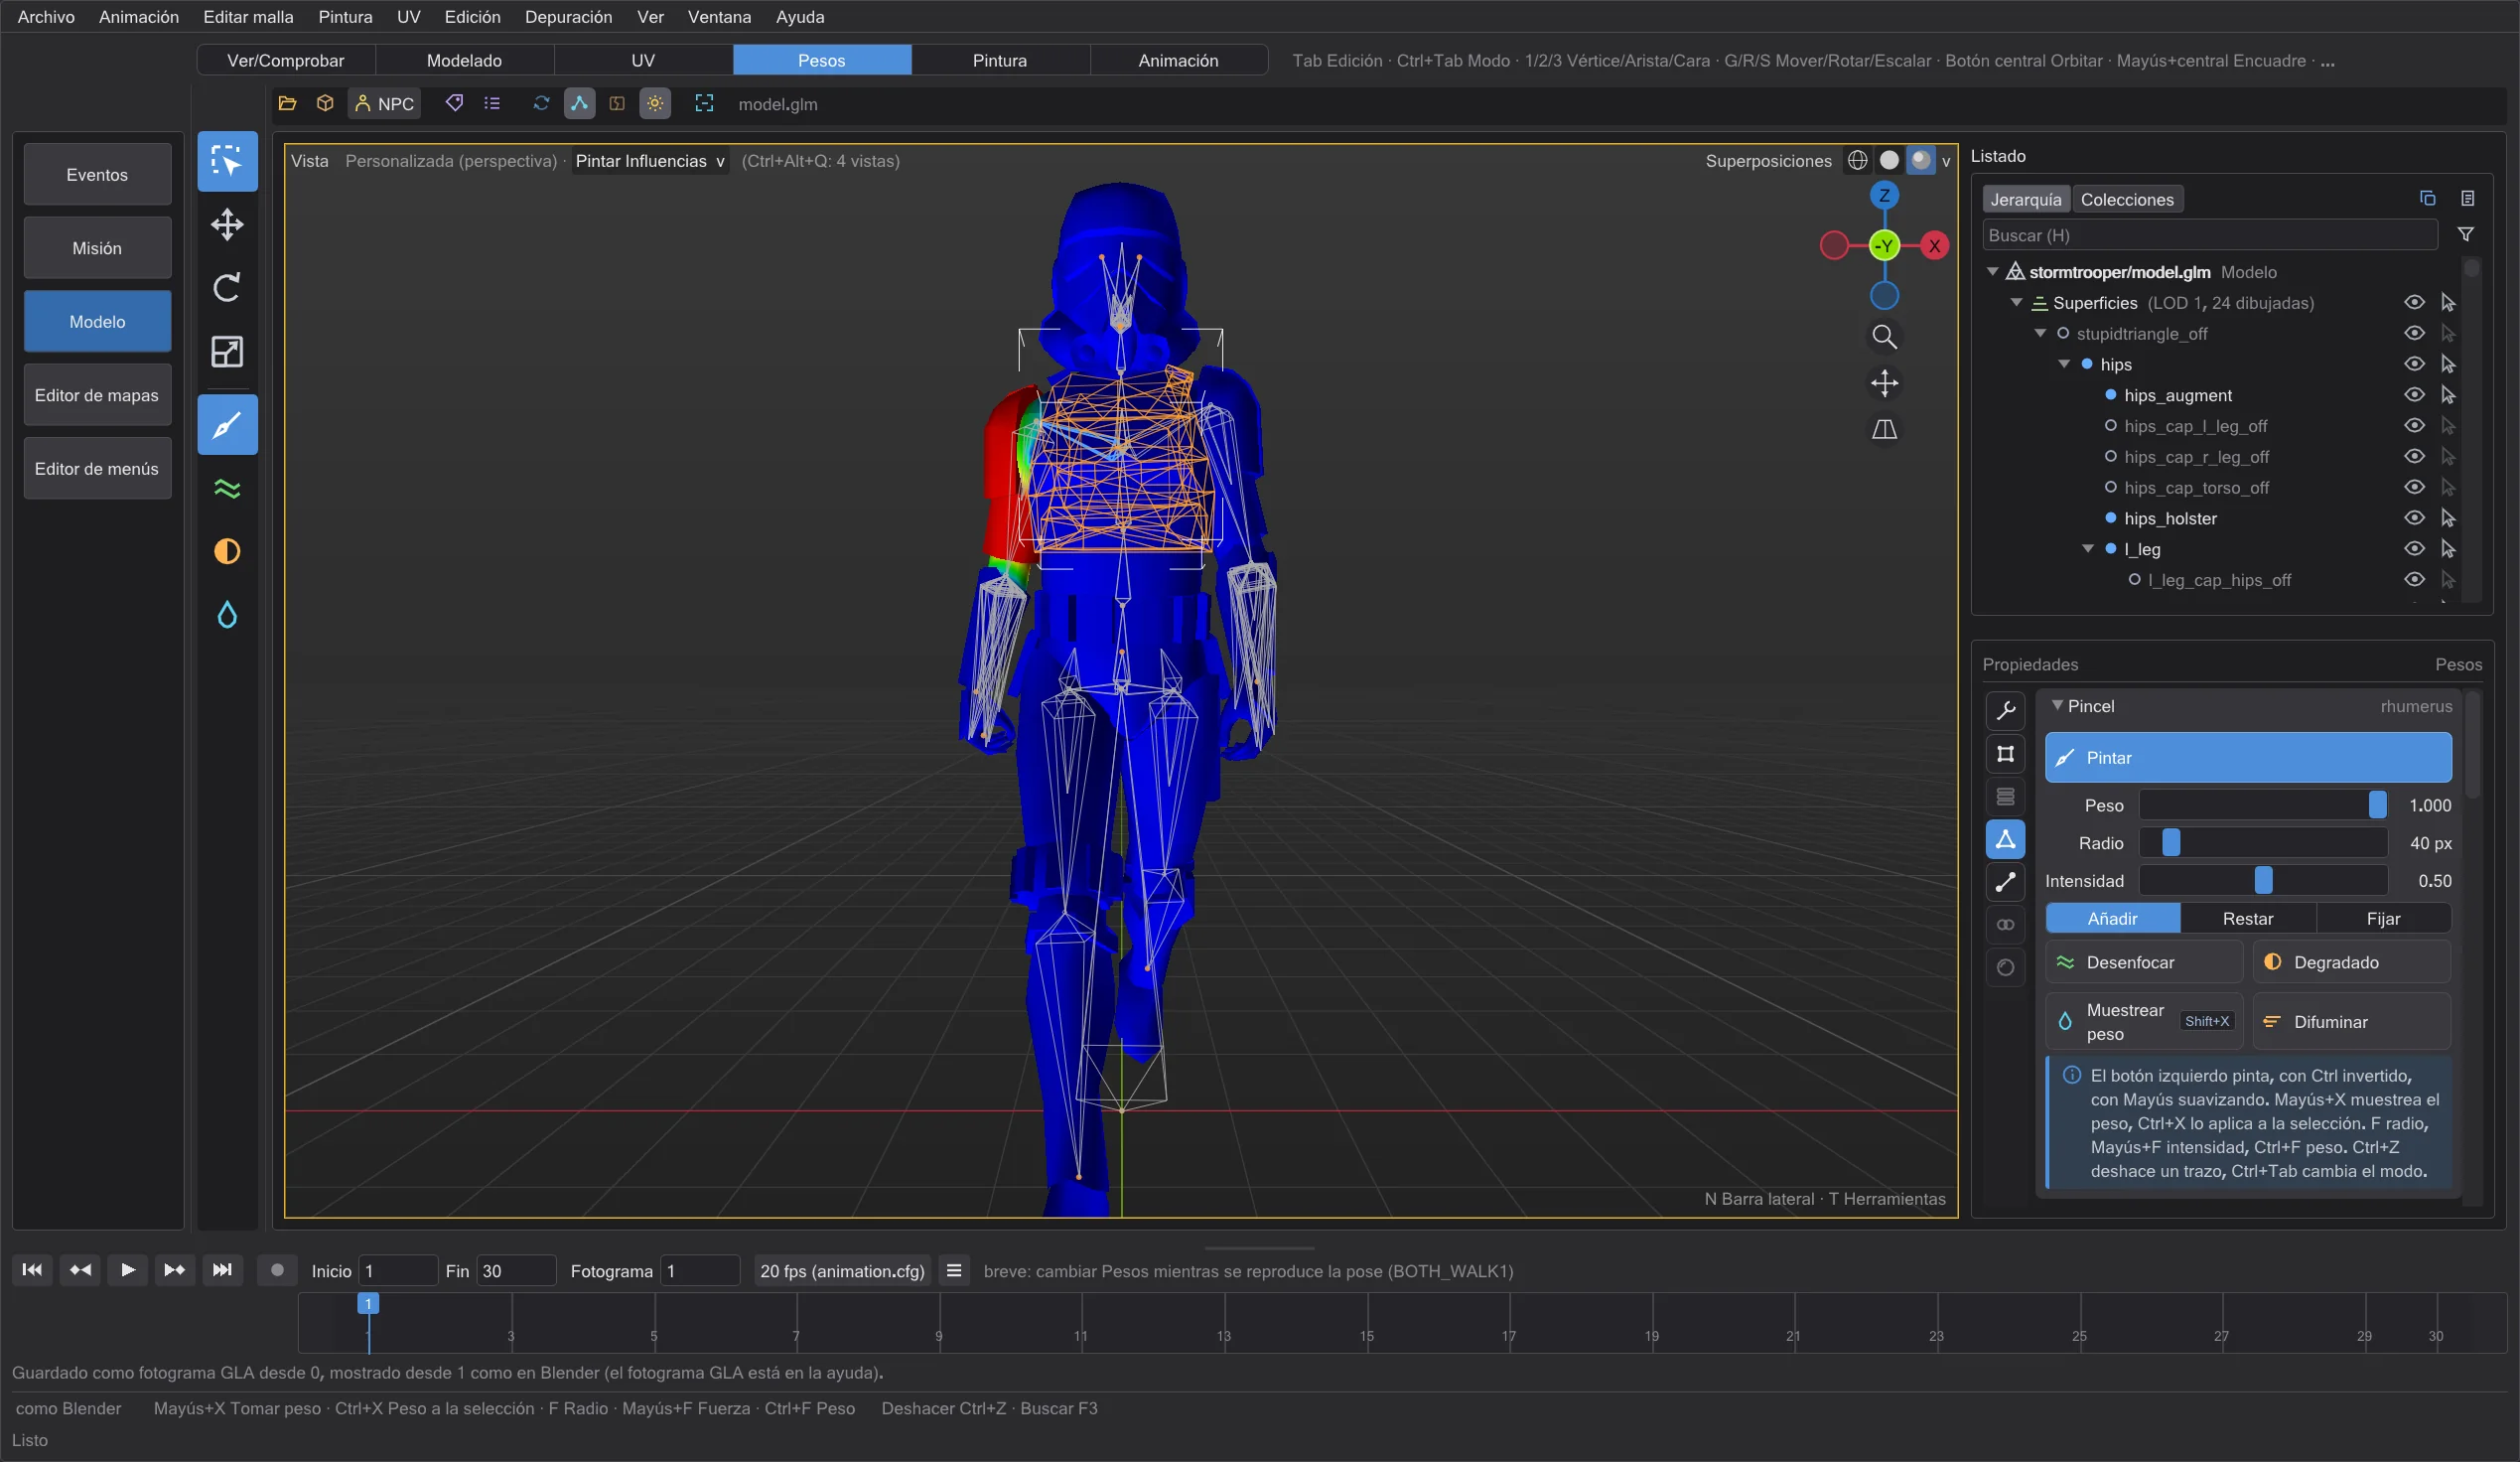 Archivo Animación Editar malla Pintura UV Edición Depuración Ver Ventana Ayuda
Ver/Comprobar Modelado UV Pesos Pintura Animación Tab Edición · Ctrl+Tab Modo · 1/2/3 Vértice/Arista/Cara · G/R/S Mover/Rotar/Escalar · Botón central Orbitar · Mayús+central Encuadre · ...
NPC model.glm
Eventos
Misión
Modelo
Editor de mapas
Editor de menús
Vista Personalizada (perspectiva) · Pintar Influencias v (Ctrl+Alt+Q: 4 vistas)
Superposiciones v
Z
-Y X
N Barra lateral · T Herramientas
Listado
Jerarquía Colecciones
Buscar (H)
stormtrooper/model.glm Modelo
Superficies (LOD 1, 24 dibujadas)
stupidtriangle_off
hips
hips_augment
hips_cap_l_leg_off
hips_cap_r_leg_off
hips_cap_torso_off
hips_holster
l_leg
l_leg_cap_hips_off
Propiedades Pesos
Pincel rhumerus
Pintar
Peso 1.000
Radio 40 px
Intensidad 0.50
Añadir Restar Fijar
Desenfocar Degradado
Muestrear peso Shift+X Difuminar
El botón izquierdo pinta, con Ctrl invertido,
con Mayús suavizando. Mayús+X muestrea el
peso, Ctrl+X lo aplica a la selección. F radio,
Mayús+F intensidad, Ctrl+F peso. Ctrl+Z
deshace un trazo, Ctrl+Tab cambia el modo.
Inicio 1 Fin 30 Fotograma 1 20 fps (animation.cfg) breve: cambiar Pesos mientras se reproduce la pose (BOTH_WALK1)
1
1 3 5 7 9 11 13 15 17 19 21 23 25 27 29 30
Guardado como fotograma GLA desde 0, mostrado desde 1 como en Blender (el fotograma GLA está en la ayuda).
como Blender Mayús+X Tomar peso · Ctrl+X Peso a la selección · F Radio · Mayús+F Fuerza · Ctrl+F Peso Deshacer Ctrl+Z · Buscar F3
Listo